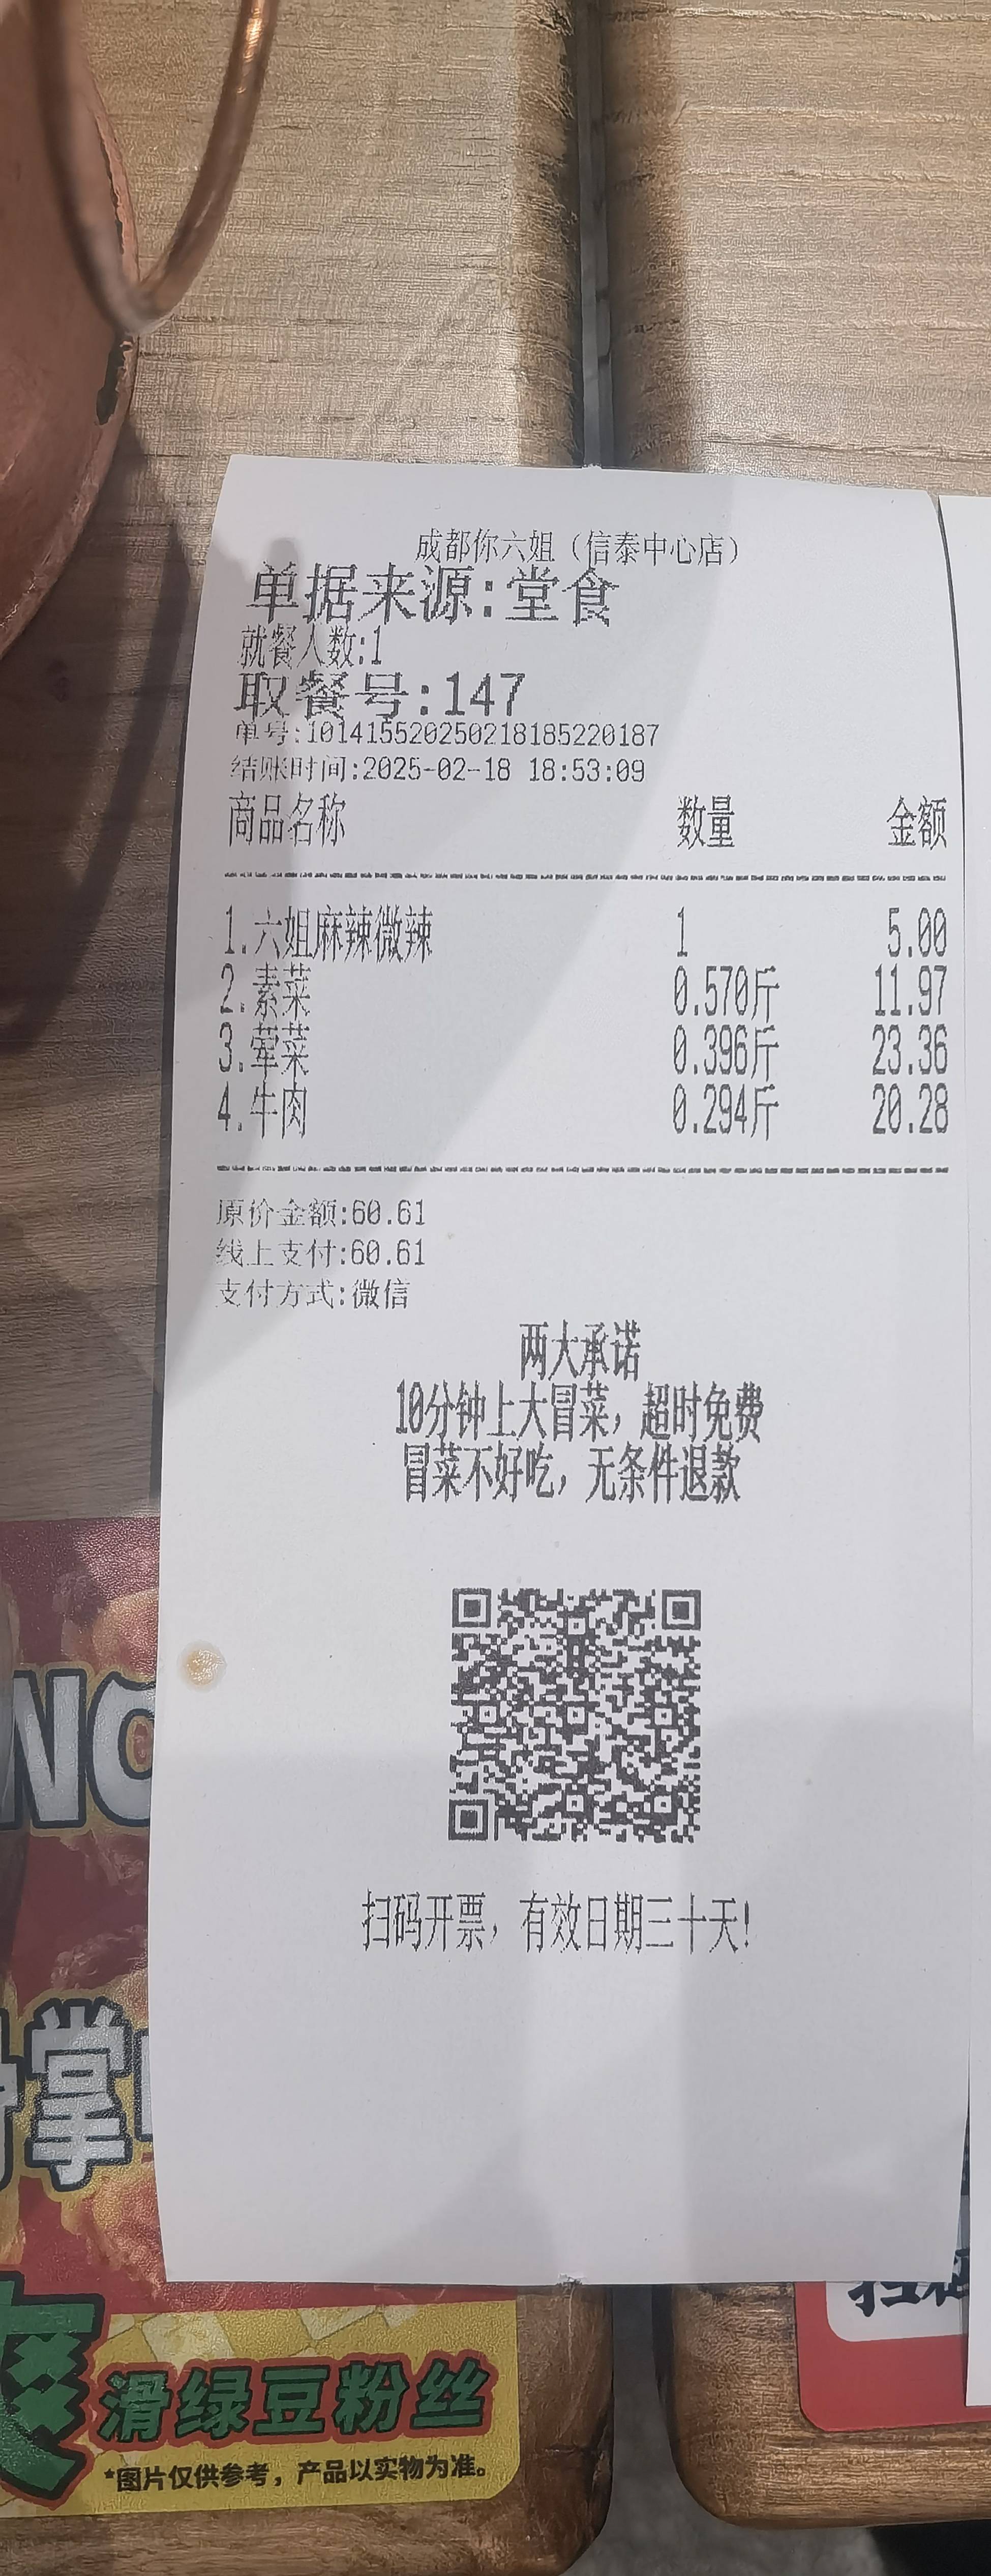 成都你六姐（信泰中心店）
单据来源:堂食
就餐人数:1
取餐号:147
单号:101415520250218185220187
结账时间:2025-02-18 18:53:09
商品名称 数量 金额
1.六姐麻辣微辣 1 5.00
2.素菜 0.570斤 11.97
3.荤菜 0.396斤 23.36
4.牛肉 0.294斤 20.28
原价金额:60.61
线上支付:60.61
支付方式:微信
两大承诺
10分钟上大冒菜，超时免费
冒菜不好吃，无条件退款
扫码开票，有效日期三十天!
NO
掌
爽
滑绿豆粉丝
*图片仅供参考，产品以实物为准。